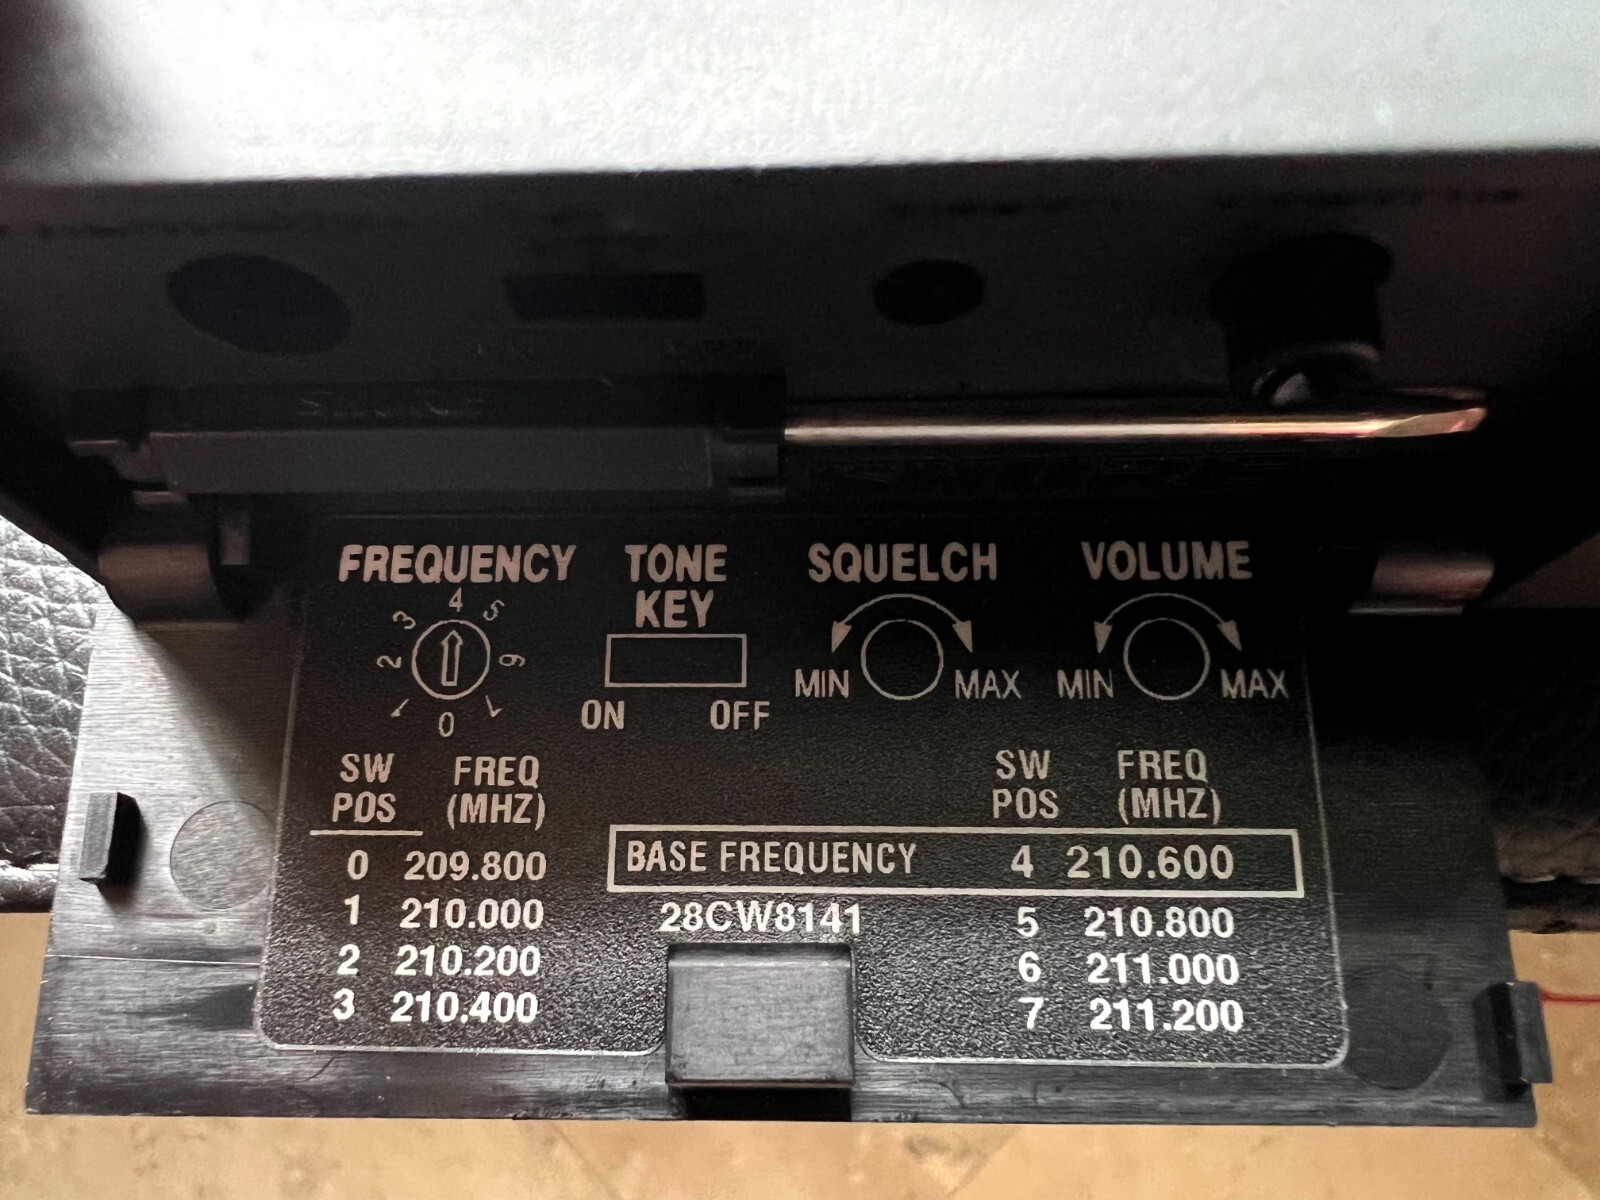 FREQUENCY
TONE KEY
SQUELCH
VOLUME
0 2 3 4 5 6
ON OFF
MIN MAX
MIN MAX
SW POS FREQ (MHZ)
0 209.800
1 210.000
2 210.200
3 210.400
SW POS FREQ (MHZ)
BASE FREQUENCY 4 210.600
28CW8141
5 210.800
6 211.000
7 211.200